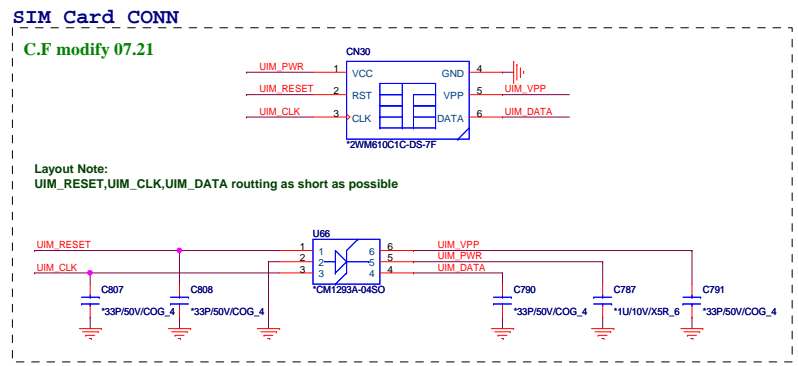 SIM Card CONN
C.F modify 07.21
CN30
UIM_PWR 1 VCC GND 4
UIM_RESET 2 RST VPP 5 UIM_VPP
UIM_CLK 3 CLK DATA 6 UIM_DATA
*2WM610C1C-DS-7F
Layout Note:
UIM_RESET,UIM_CLK,UIM_DATA routting as short as possible
U66
UIM_RESET 1 1 6 6 UIM_VPP
2 2 5 5 UIM_PWR
UIM_CLK 3 3 4 4 UIM_DATA
*CM1293A-04SO
C807 C808 C790 C787 C791
*33P/50V/COG_4 *33P/50V/COG_4 *33P/50V/COG_4 *1U/10V/X5R_6 *33P/50V/COG_4